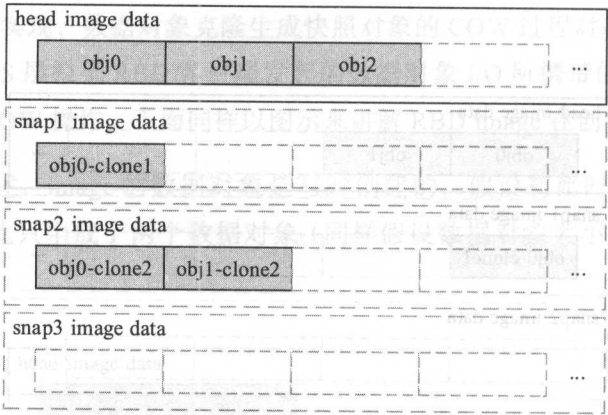 head image data
obj0 obj1 obj2 ...
snap1 image data
obj0-clone1 ...
snap2 image data
obj0-clone2 obj1-clone2 ...
snap3 image data
...